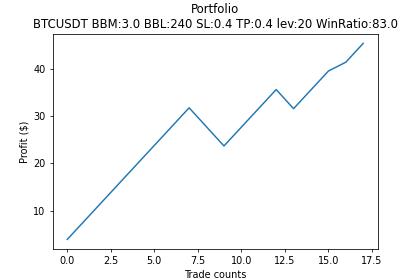 Portfolio
BTCUSDT BBM:3.0 BBL:240 SL:0.4 TP:0.4 lev:20 WinRatio:83.0
40
30
20
10
Profit ($)
0.0 2.5 5.0 7.5 10.0 12.5 15.0 17.5
Trade counts